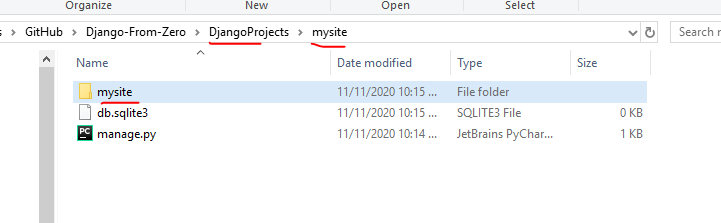 Organize New Open Select
s › GitHub › Django-From-Zero › DjangoProjects › mysite Search m
Name Date modified Type Size
mysite 11/11/2020 10:15 ... File folder
db.sqlite3 11/11/2020 10:15 ... SQLITE3 File 0 KB
PC manage.py 11/11/2020 10:14 ... JetBrains PyChar... 1 KB